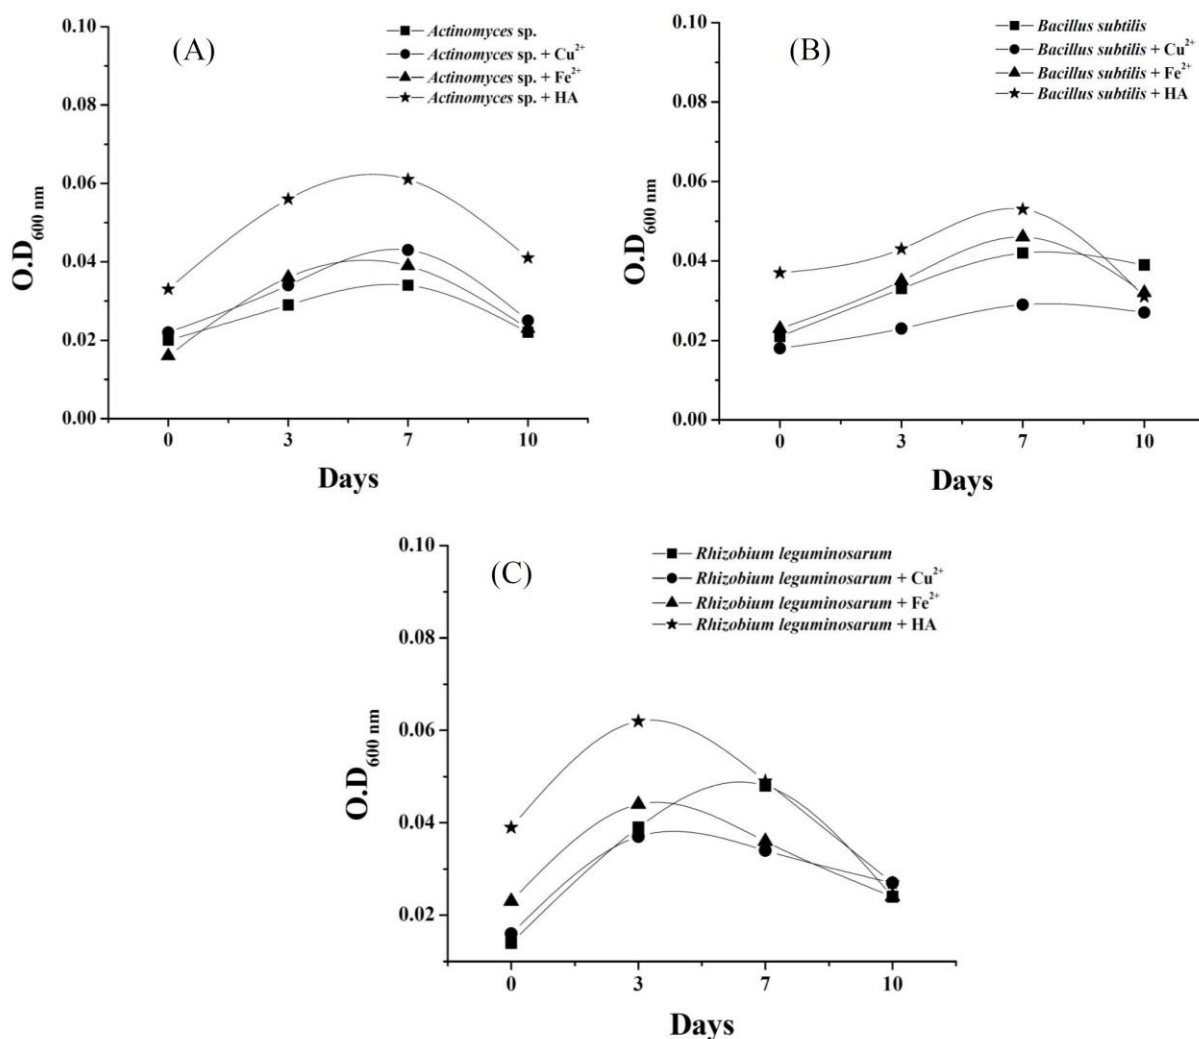 (A)
Actinomyces sp.
Actinomyces sp. + Cu²⁺
Actinomyces sp. + Fe²⁺
Actinomyces sp. + HA
0.10
0.08
0.06
0.04
0.02
0.00
O.D600 nm
0 3 7 10
Days
(B)
Bacillus subtilis
Bacillus subtilis + Cu²⁺
Bacillus subtilis + Fe²⁺
Bacillus subtilis + HA
0.10
0.08
0.06
0.04
0.02
0.00
O.D600 nm
0 3 7 10
Days
(C)
Rhizobium leguminosarum
Rhizobium leguminosarum + Cu²⁺
Rhizobium leguminosarum + Fe²⁺
Rhizobium leguminosarum + HA
0.10
0.08
0.06
0.04
0.02
O.D600 nm
0 3 7 10
Days